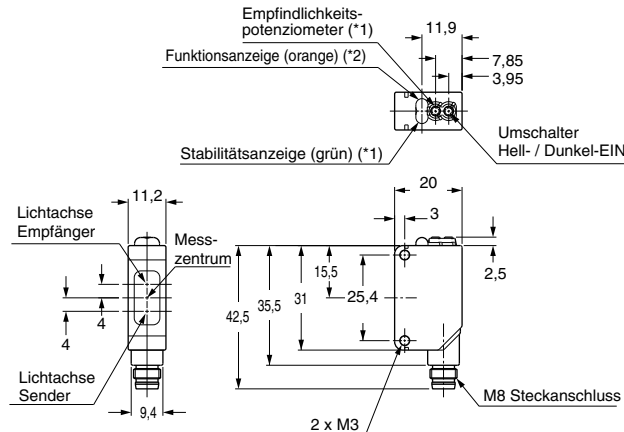 Empfindlichkeits-
potenziometer (*1)
11,9
Funktionsanzeige (orange) (*2)
7,85
3,95
Umschalter
Hell- / Dunkel-EIN
Stabilitätsanzeige (grün) (*1)
11,2
20
Lichtachse
Empfänger
3
Mess-
zentrum
2,5
15,5
31
25,4
35,5
42,5
4
4
Lichtachse
Sender
9,4
M8 Steckanschluss
2 x M3